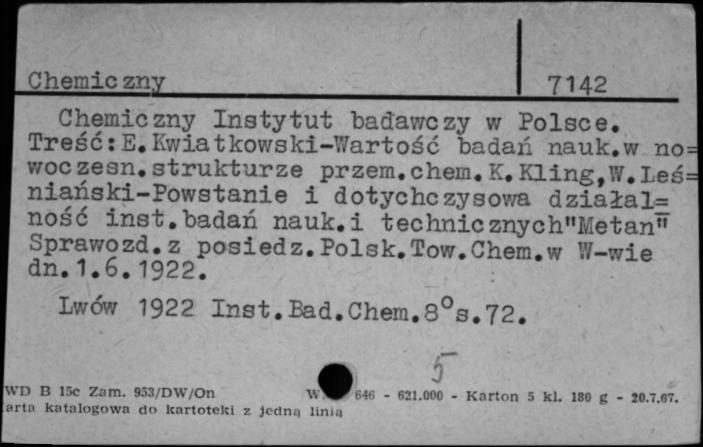 Chemiczny 7142
Chemiczny Instytut badawczy w Polsce.
Treść:E.Kwiatkowski-Wartość badań nauk.w no=
woczesn.strukturze przem.chem.K.Kling,W.Leś=
niański-Powstanie i dotychczysowa działal=
ność inst.badań nauk.i technicznych"Metan"
Sprawozd.z posiedz.Polsk.Tow.Chem.w W-wie
dn.1.6.1922.
Lwów 1922 Inst.Bad.Chem.8°s.72.
5
WD B 15c Zam. 953/DW/On W. 646 - 621.000 - Karton 5 kl. 180 g - 20.7.67.
arta katalogowa do kartoteki z jedną linią